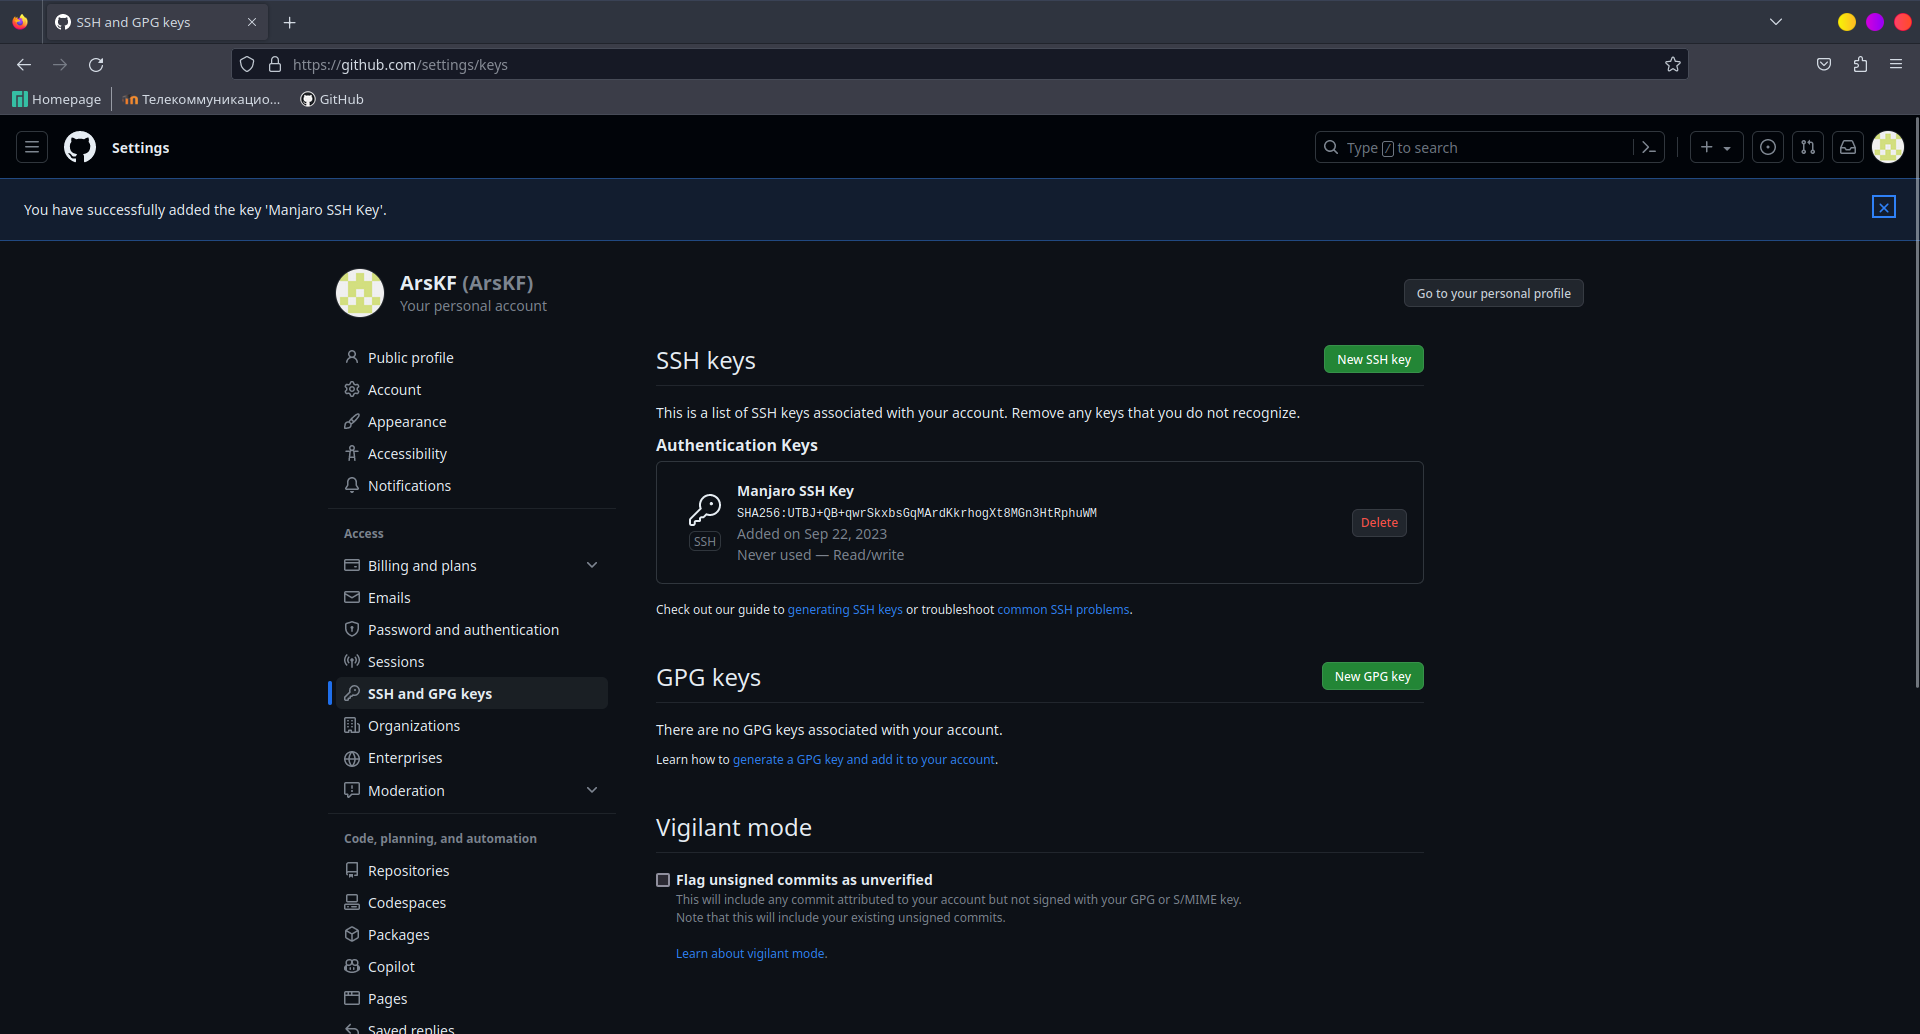 SSH and GPG keys
https://github.com/settings/keys
Homepage
Телекоммуникацио...
GitHub
Settings
Type / to search
You have successfully added the key 'Manjaro SSH Key'.
ArsKF (ArsKF)
Your personal account
Go to your personal profile
Public profile
Account
Appearance
Accessibility
Notifications
Access
Billing and plans
Emails
Password and authentication
Sessions
SSH and GPG keys
Organizations
Enterprises
Moderation
Code, planning, and automation
Repositories
Codespaces
Packages
Copilot
Pages
Saved replies
SSH keys
New SSH key
This is a list of SSH keys associated with your account. Remove any keys that you do not recognize.
Authentication Keys
Manjaro SSH Key
SHA256:UTBJ+QB+qwrSkxbsGqMArdKkrhogXt8MGn3HtRphuWM
Added on Sep 22, 2023
Never used — Read/write
SSH
Delete
Check out our guide to generating SSH keys or troubleshoot common SSH problems.
GPG keys
New GPG key
There are no GPG keys associated with your account.
Learn how to generate a GPG key and add it to your account.
Vigilant mode
Flag unsigned commits as unverified
This will include any commit attributed to your account but not signed with your GPG or S/MIME key.
Note that this will include your existing unsigned commits.
Learn about vigilant mode.